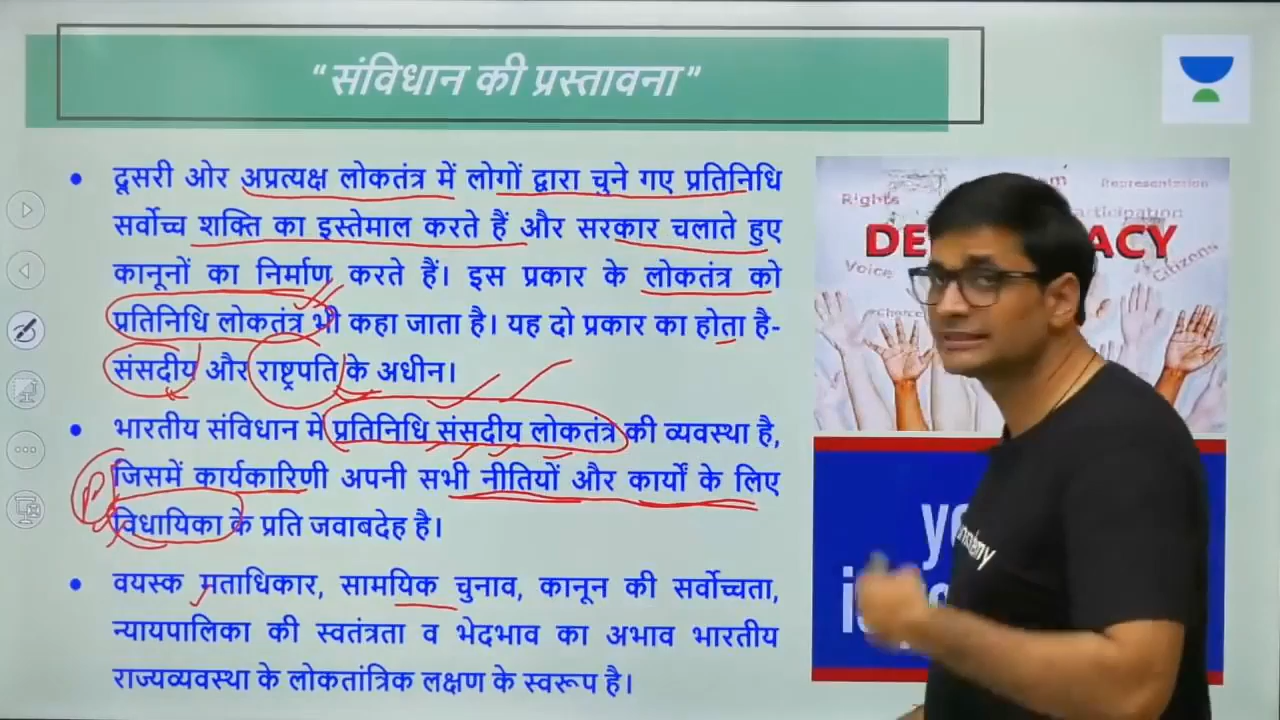 “संविधान की प्रस्तावना”
• दूसरी ओर अप्रत्यक्ष लोकतंत्र में लोगों द्वारा चुने गए प्रतिनिधि
सर्वोच्च शक्ति का इस्तेमाल करते हैं और सरकार चलाते हुए
कानूनों का निर्माण करते हैं। इस प्रकार के लोकतंत्र को
प्रतिनिधि लोकतंत्र भी कहा जाता है। यह दो प्रकार का होता है-
संसदीय और राष्ट्रपति के अधीन।
• भारतीय संविधान में प्रतिनिधि संसदीय लोकतंत्र की व्यवस्था है,
जिसमें कार्यकारिणी अपनी सभी नीतियों और कार्यों के लिए
विधायिका के प्रति जवाबदेह है।
• वयस्क मताधिकार, सामयिक चुनाव, कानून की सर्वोच्चता,
न्यायपालिका की स्वतंत्रता व भेदभाव का अभाव भारतीय
राज्यव्यवस्था के लोकतांत्रिक लक्षण के स्वरूप है।
Rights
Representation
Participation
DE ACY
Voice
Citizens